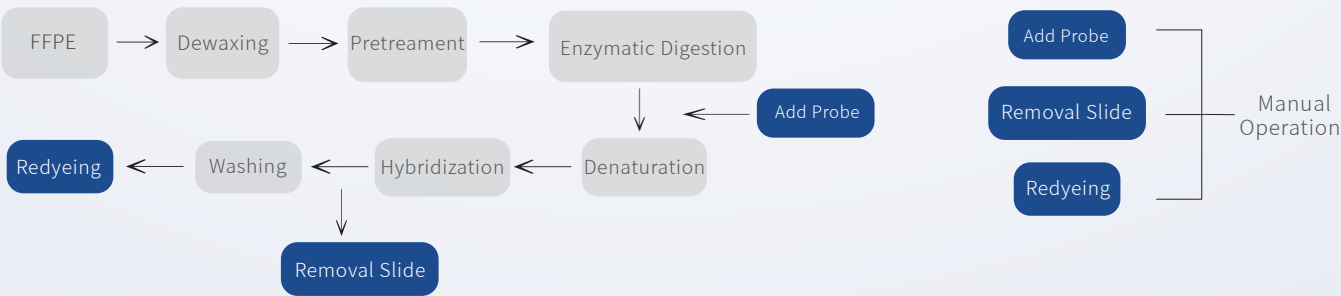 FFPE
Dewaxing
Pretreament
Enzymatic Digestion
Add Probe
Redyeing
Washing
Hybridization
Denaturation
Removal Slide
Add Probe
Removal Slide
Redyeing
Manual
Operation